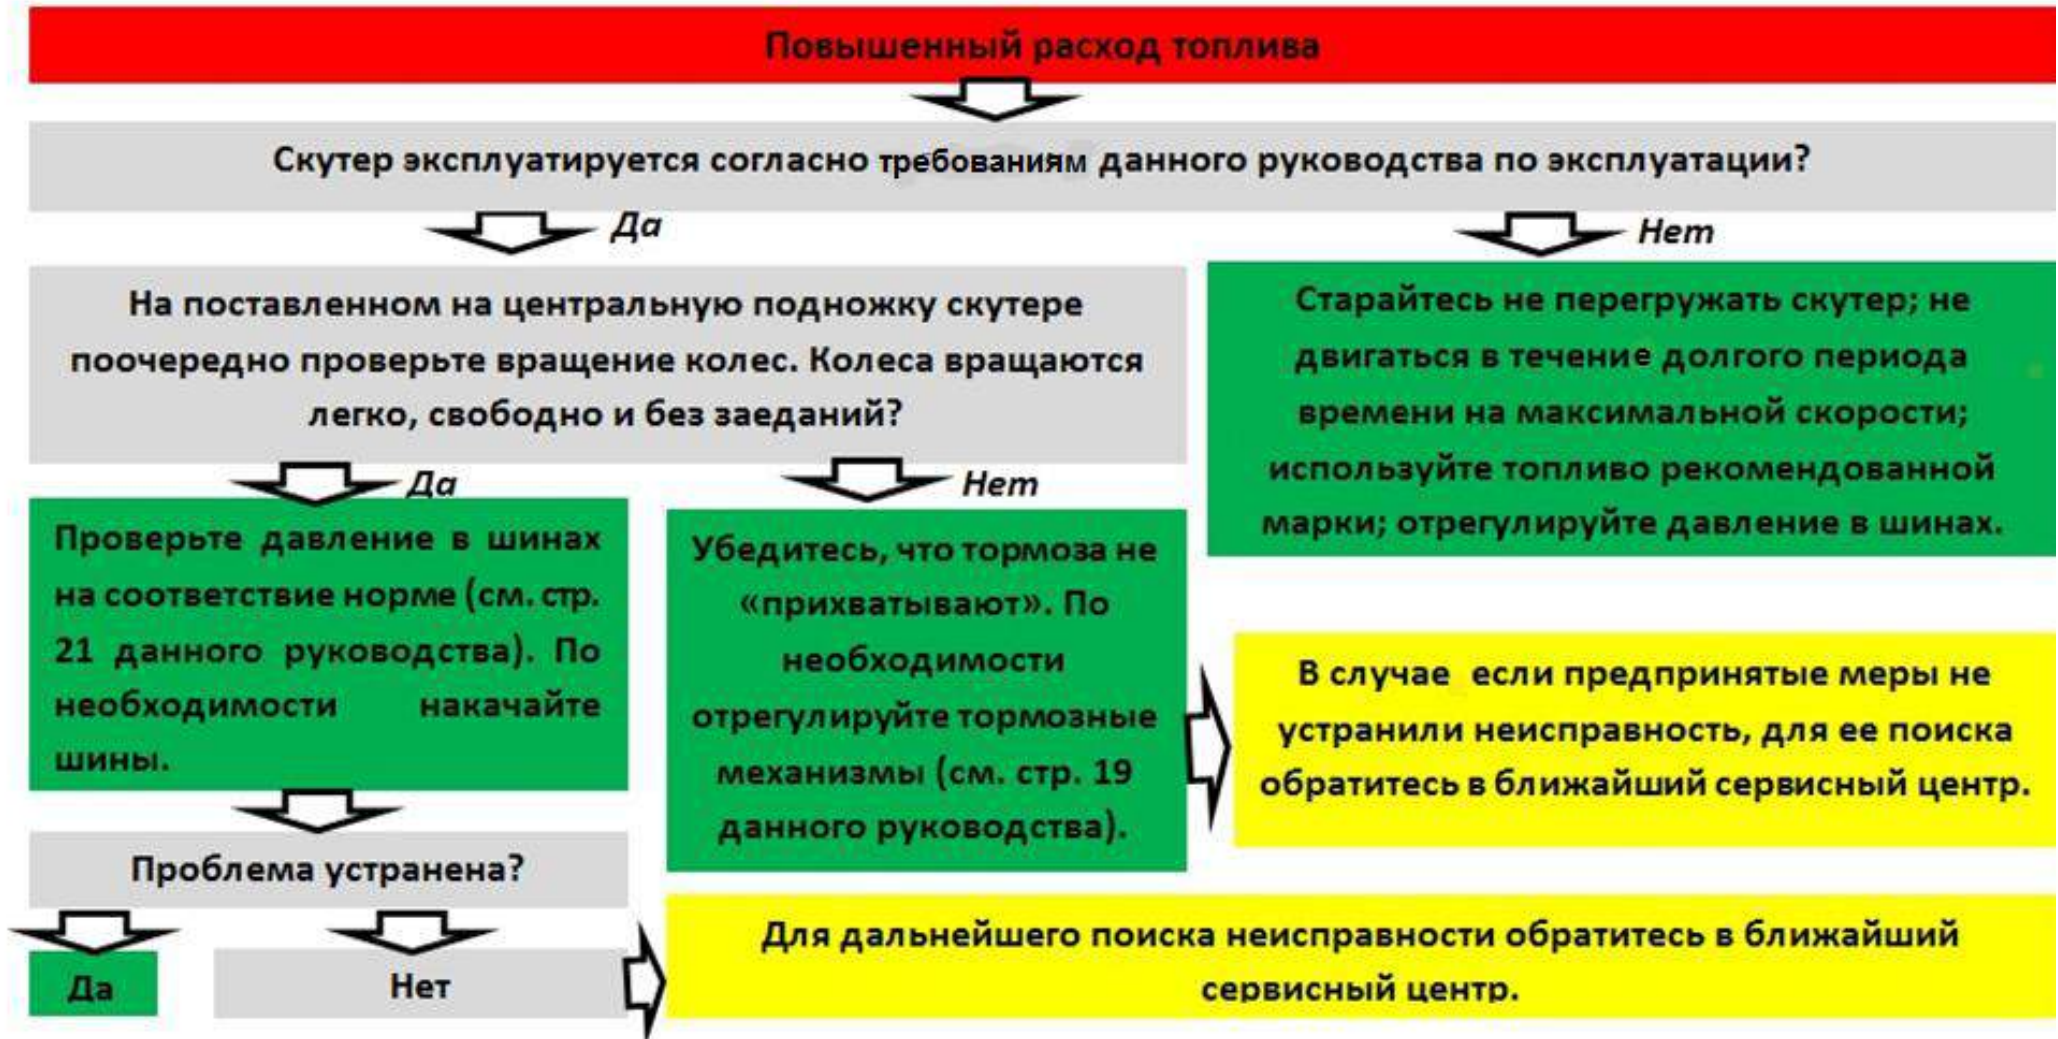 Повышенный расход топлива
Скутер эксплуатируется согласно требованиям данного руководства по эксплуатации?
Да
Нет
На поставленном на центральную подножку скутере
поочередно проверьте вращение колес. Колеса вращаются
легко, свободно и без заеданий?
Старайтесь не перегружать скутер; не
двигаться в течение долгого периода
времени на максимальной скорости;
используйте топливо рекомендованной
марки; отрегулируйте давление в шинах.
Да
Нет
Проверьте давление в шинах
на соответствие норме (см. стр.
21 данного руководства). По
необходимости накачайте
шины.
Убедитесь, что тормоза не
«прихватывают». По
необходимости
отрегулируйте тормозные
механизмы (см. стр. 19
данного руководства).
В случае если предпринятые меры не
устранили неисправность, для ее поиска
обратитесь в ближайший сервисный центр.
Проблема устранена?
Да
Нет
Для дальнейшего поиска неисправности обратитесь в ближайший
сервисный центр.